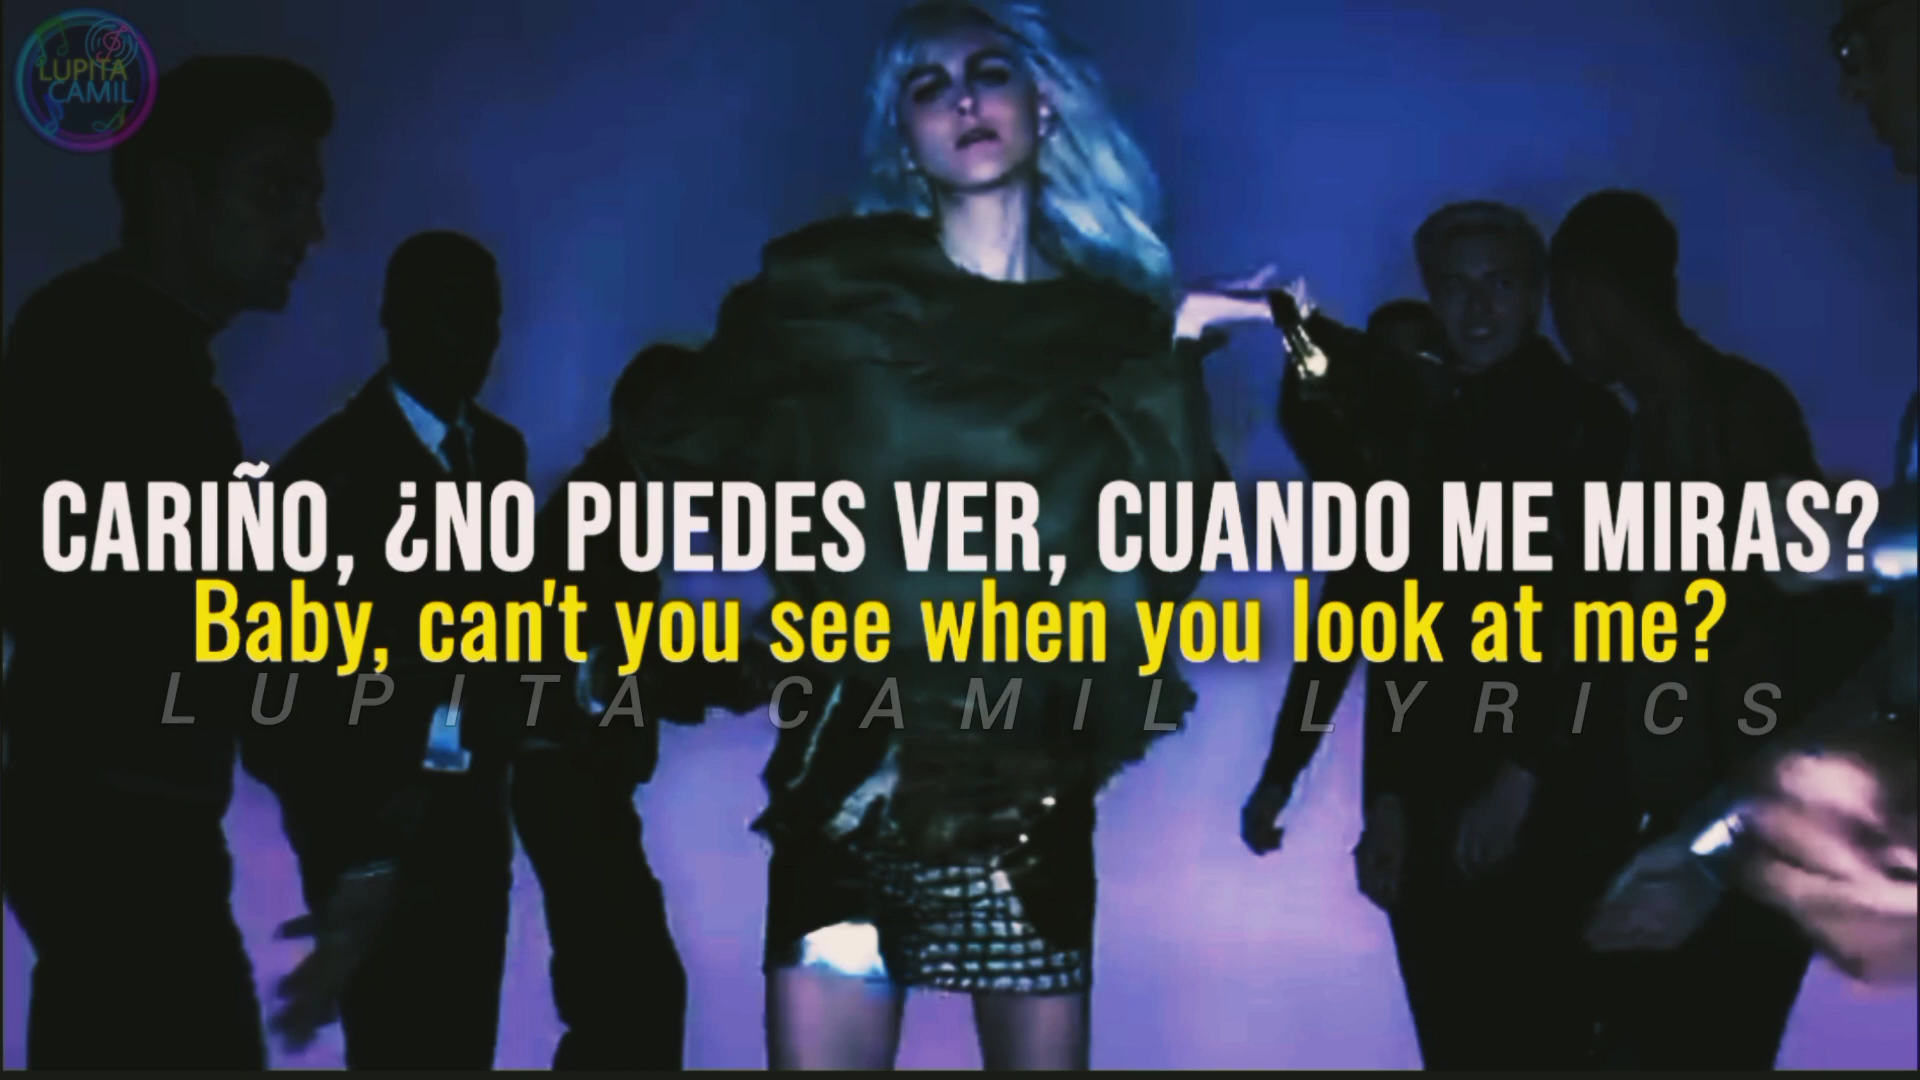 LUPITA
CAMIL
CARIÑO, ¿NO PUEDES VER, CUANDO ME MIRAS?
Baby, can't you see when you look at me?
LUPITA CAMIL LYRICS